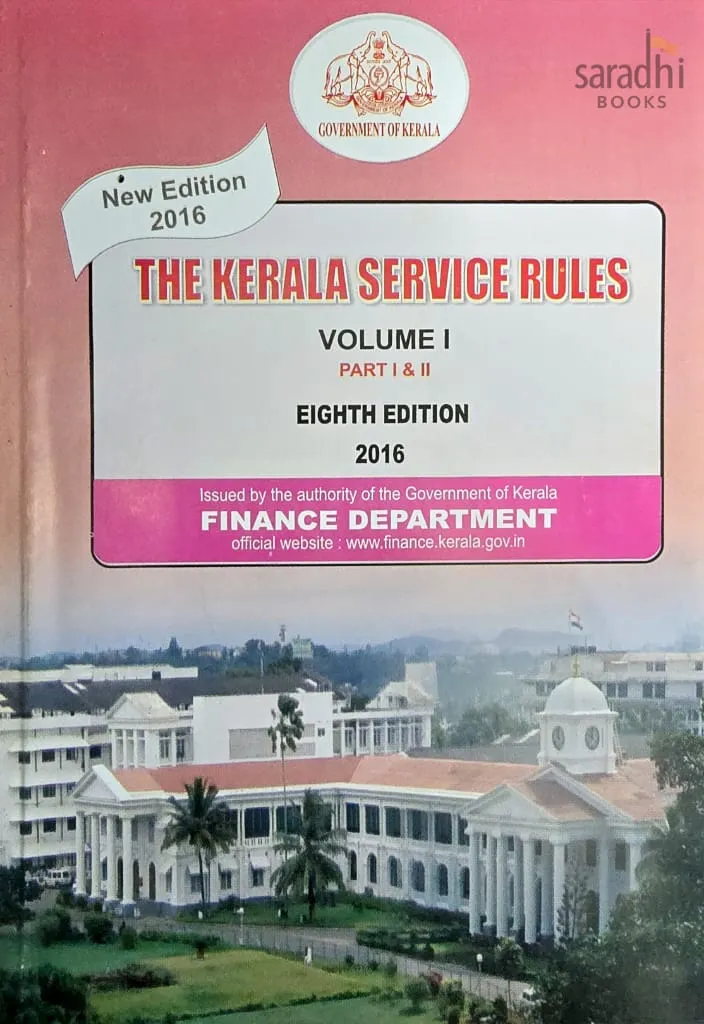 saradhi
BOOKS
GOVERNMENT OF KERALA
New Edition
2016
THE KERALA SERVICE RULES
VOLUME I
PART I & II
EIGHTH EDITION
2016
Issued by the authority of the Government of Kerala
FINANCE DEPARTMENT
official website : www.finance.kerala.gov.in